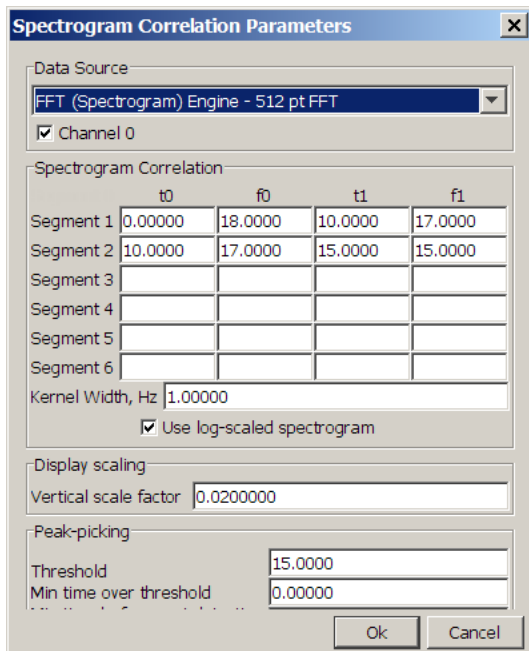 Spectrogram Correlation Parameters
Data Source
FFT (Spectrogram) Engine - 512 pt FFT
Channel 0
Spectrogram Correlation
t0 f0 t1 f1
Segment 1 0.00000 18.0000 10.0000 17.0000
Segment 2 10.0000 17.0000 15.0000 15.0000
Segment 3
Segment 4
Segment 5
Segment 6
Kernel Width, Hz 1.00000
Use log-scaled spectrogram
Display scaling
Vertical scale factor 0.0200000
Peak-picking
Threshold 15.0000
Min time over threshold 0.00000
Ok Cancel